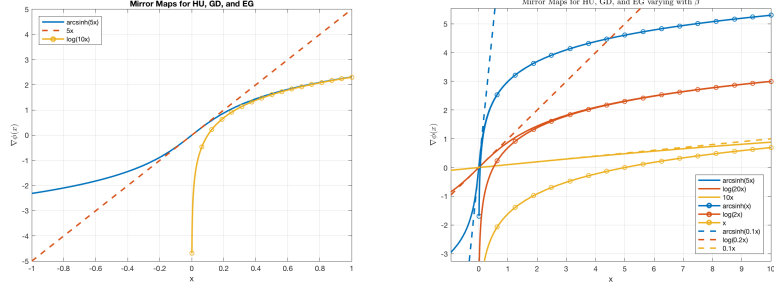 Mirror Maps for HU, GD, and EG
arcsinh(5x)
5x
log(10x)
∇ϕ(x)
5
4
3
2
1
0
-1
-2
-3
-4
-5
-1
-0.8
-0.6
-0.4
-0.2
0
0.2
0.4
0.6
0.8
1
x
Mirror Maps for HU, GD, and EG varying with β
∇ϕ(x)
5
4
3
2
1
0
-1
-2
-3
arcsinh(5x)
log(20x)
10x
arcsinh(x)
log(2x)
x
arcsinh(0.1x)
log(0.2x)
0.1x
0
1
2
3
4
5
6
7
8
9
10
x